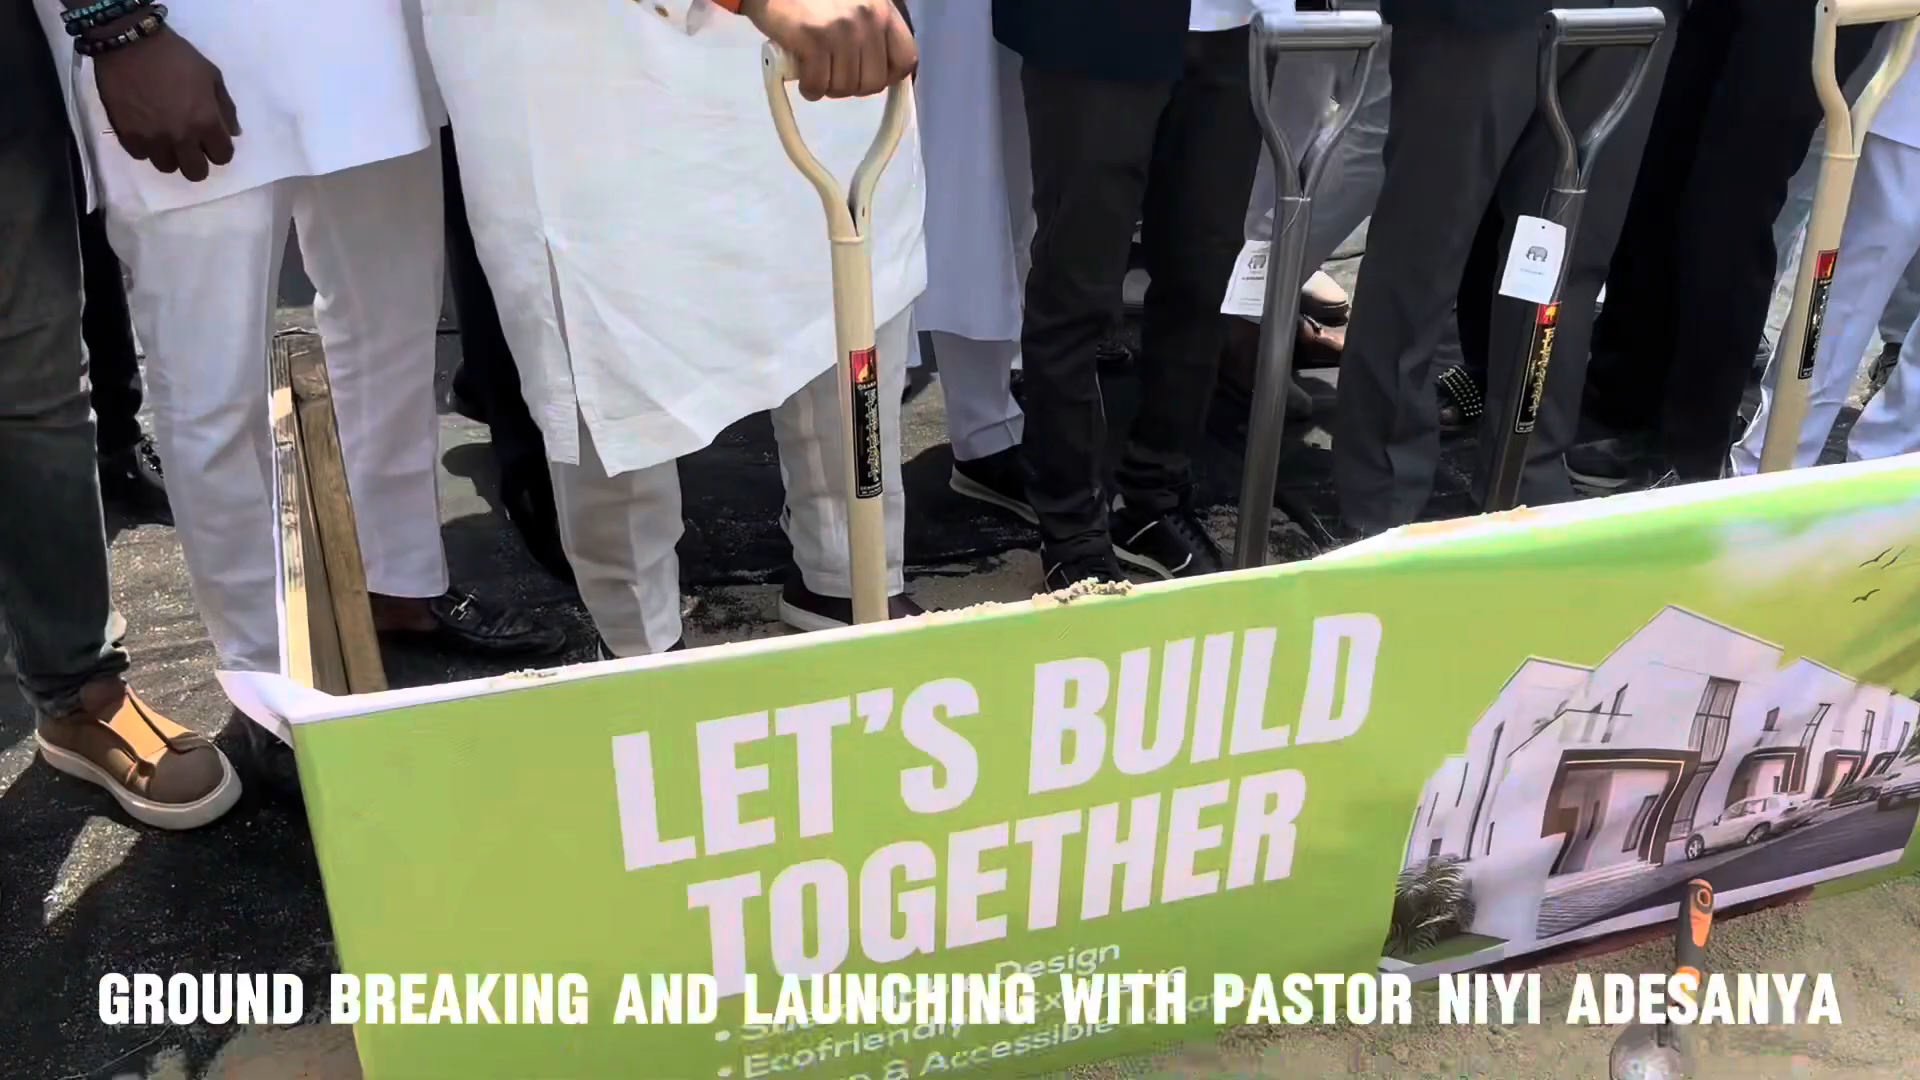 LET'S BUILD
TOGETHER
Design
• Ecofriendly
& Accessible
GROUND BREAKING AND LAUNCHING WITH PASTOR NIYI ADESANYA